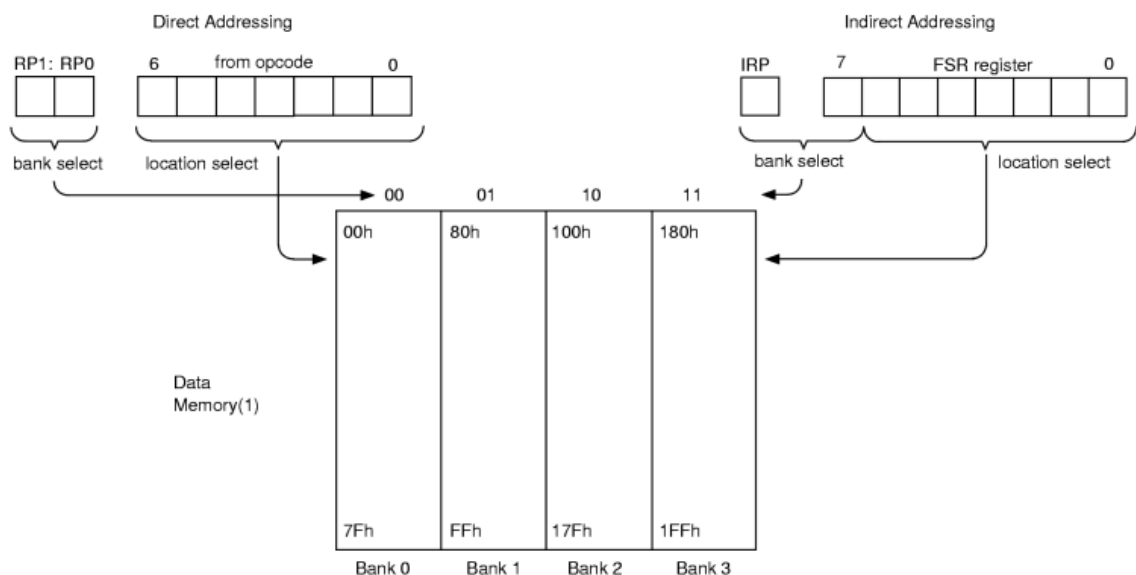 Direct Addressing
Indirect Addressing
RP1: RP0
6 from opcode 0
IRP
7 FSR register 0
bank select
location select
bank select
location select
00 01 10 11
00h 80h 100h 180h
Data
Memory(1)
7Fh FFh 17Fh 1FFh
Bank 0 Bank 1 Bank 2 Bank 3